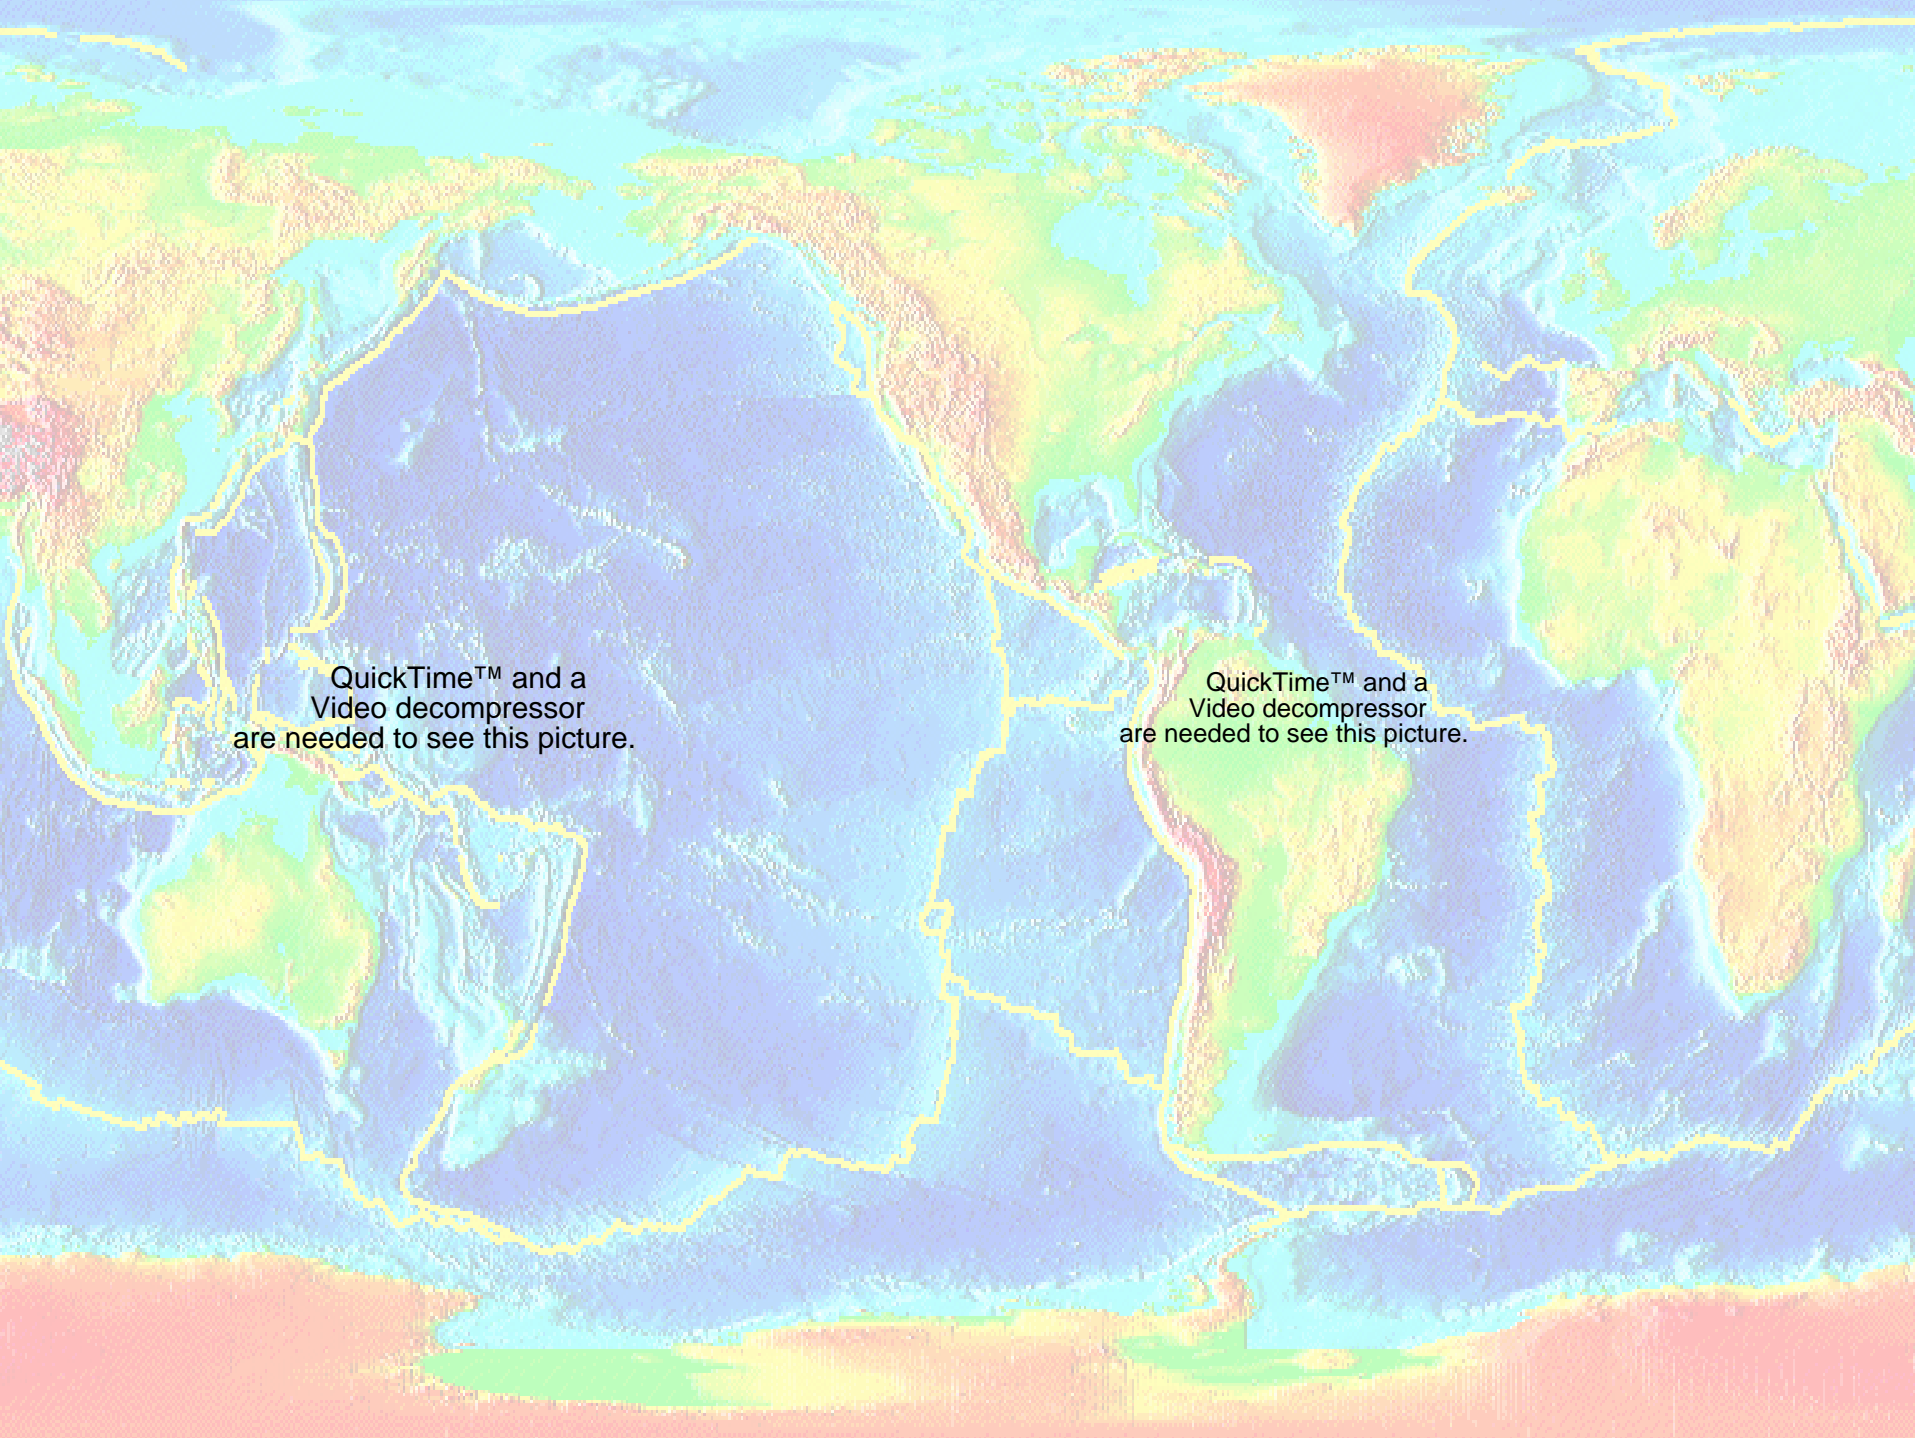 QuickTime™ and a
Video decompressor
are needed to see this picture.
QuickTime™ and a
Video decompressor
are needed to see this picture.